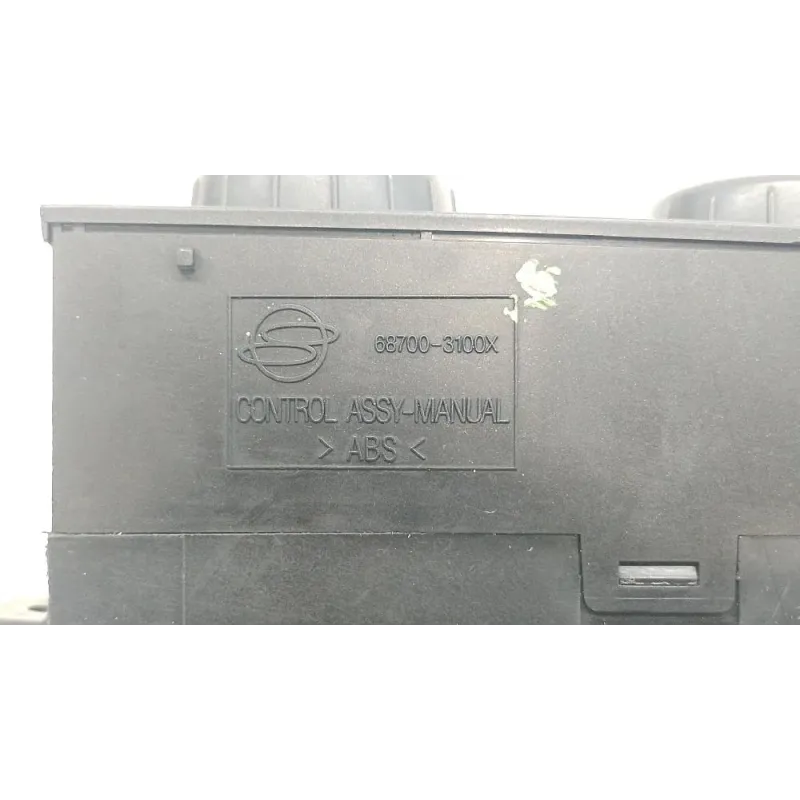 68700-3100X
CONTROL ASSY-MANUAL
> ABS <